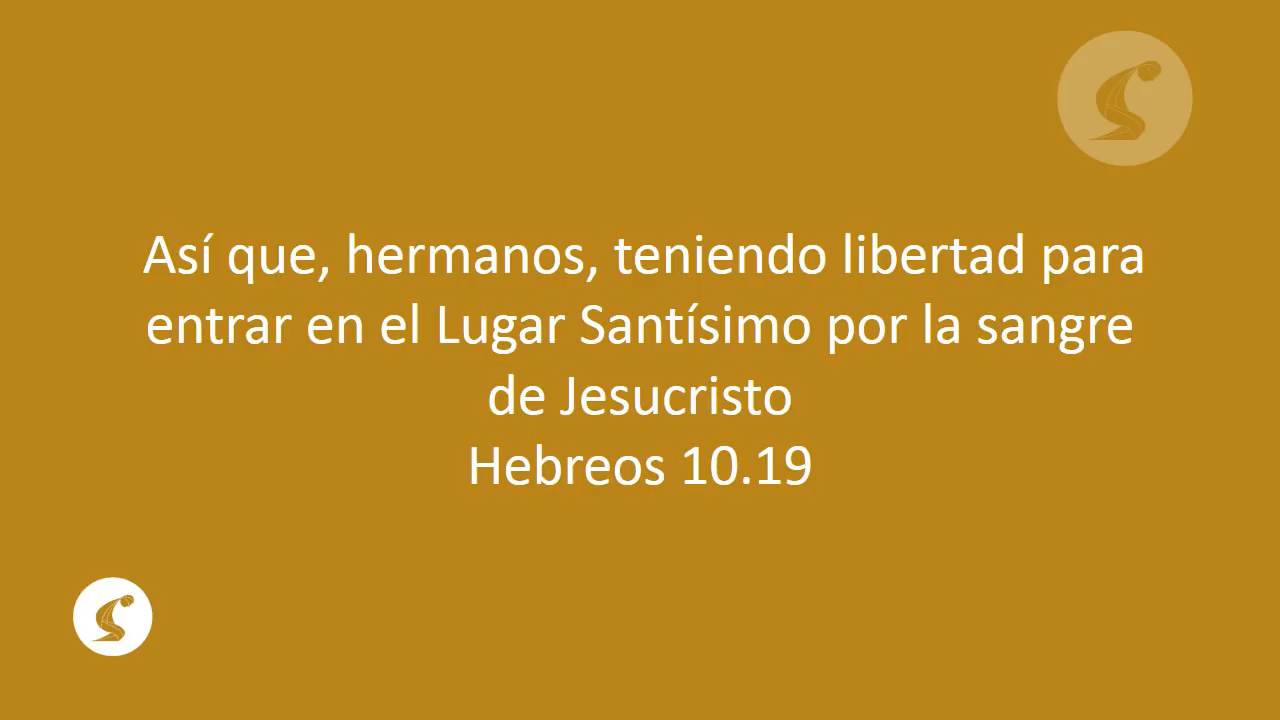 Así que, hermanos, teniendo libertad para
entrar en el Lugar Santísimo por la sangre
de Jesucristo
Hebreos 10.19